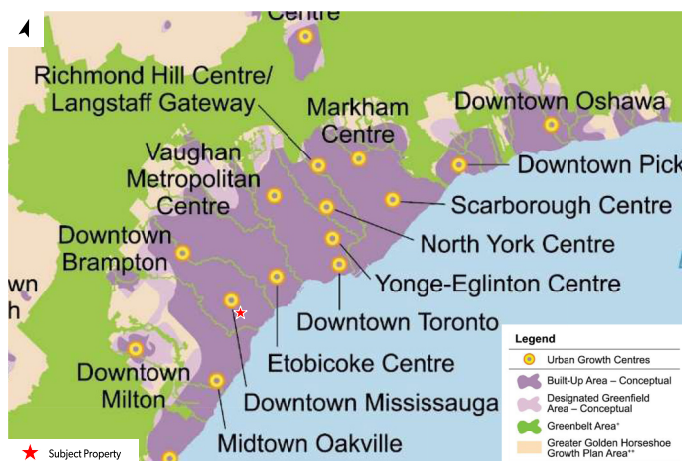 Centre
Richmond Hill Centre/
Langstaff Gateway
Markham
Centre
Downtown Oshawa
Vaughan
Metropolitan
Centre
Downtown Pick
Scarborough Centre
North York Centre
Downtown
Brampton
Yonge-Eglinton Centre
wn
h
Downtown Toronto
Etobicoke Centre
Downtown
Milton
Downtown Mississauga
Midtown Oakville
Legend
Urban Growth Centres
Built-Up Area – Conceptual
Designated Greenfield
Area – Conceptual
Greenbelt Area*
Greater Golden Horseshoe
Growth Plan Area**
Subject Property